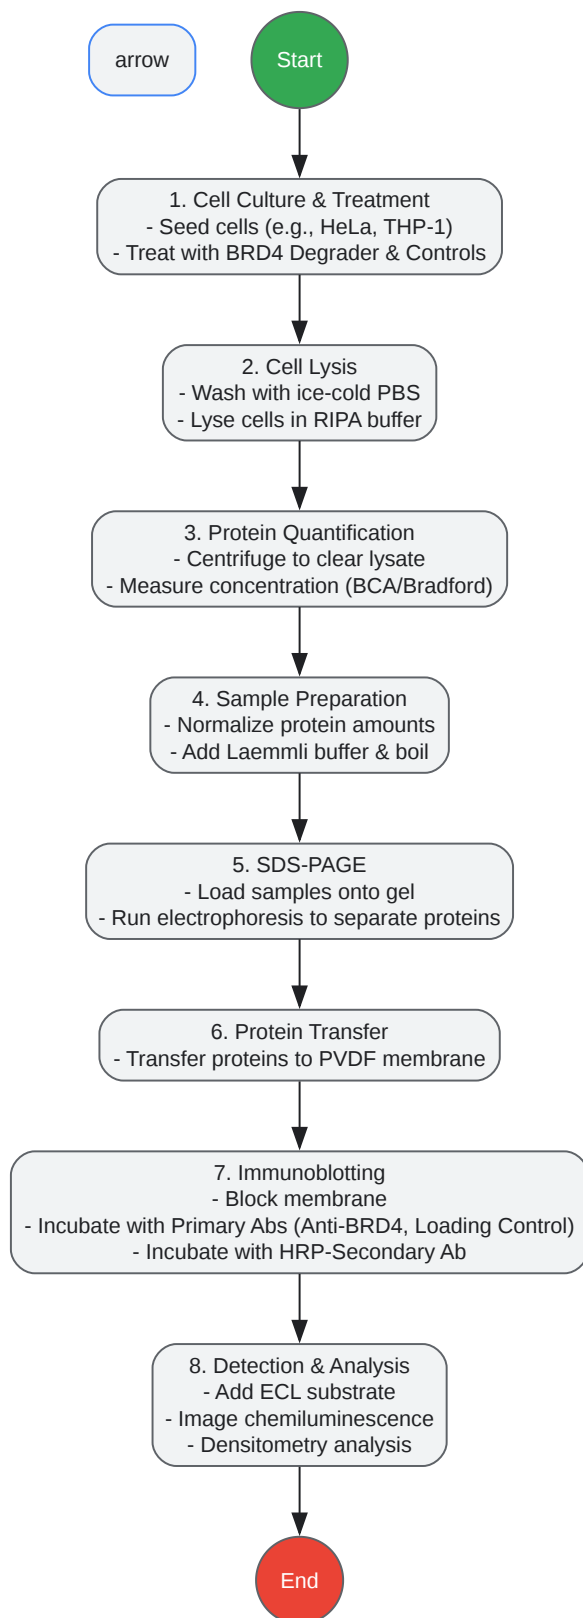 arrow
Start
1. Cell Culture & Treatment
- Seed cells (e.g., HeLa, THP-1)
- Treat with BRD4 Degrader & Controls
2. Cell Lysis
- Wash with ice-cold PBS
- Lyse cells in RIPA buffer
3. Protein Quantification
- Centrifuge to clear lysate
- Measure concentration (BCA/Bradford)
4. Sample Preparation
- Normalize protein amounts
- Add Laemmli buffer & boil
5. SDS-PAGE
- Load samples onto gel
- Run electrophoresis to separate proteins
6. Protein Transfer
- Transfer proteins to PVDF membrane
7. Immunoblotting
- Block membrane
- Incubate with Primary Abs (Anti-BRD4, Loading Control)
- Incubate with HRP-Secondary Ab
8. Detection & Analysis
- Add ECL substrate
- Image chemiluminescence
- Densitometry analysis
End